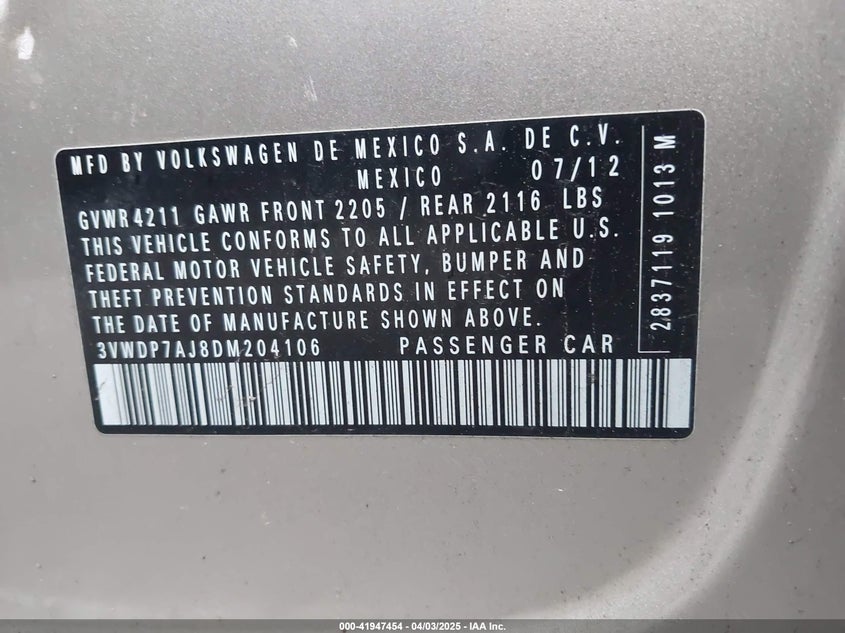 MFD BY VOLKSWAGEN DE MEXICO S.A. DE C.V.
MEXICO 07/12
GVWR4211 GAWR FRONT 2205 / REAR 2116 LBS
THIS VEHICLE CONFORMS TO ALL APPLICABLE U.S.
FEDERAL MOTOR VEHICLE SAFETY, BUMPER AND
THEFT PREVENTION STANDARDS IN EFFECT ON
THE DATE OF MANUFACTURE SHOWN ABOVE.
3VWDP7AJ8DM204106 PASSENGER CAR
2837119 1013 M
000-41947454 - 04/03/2025 - IAA Inc.